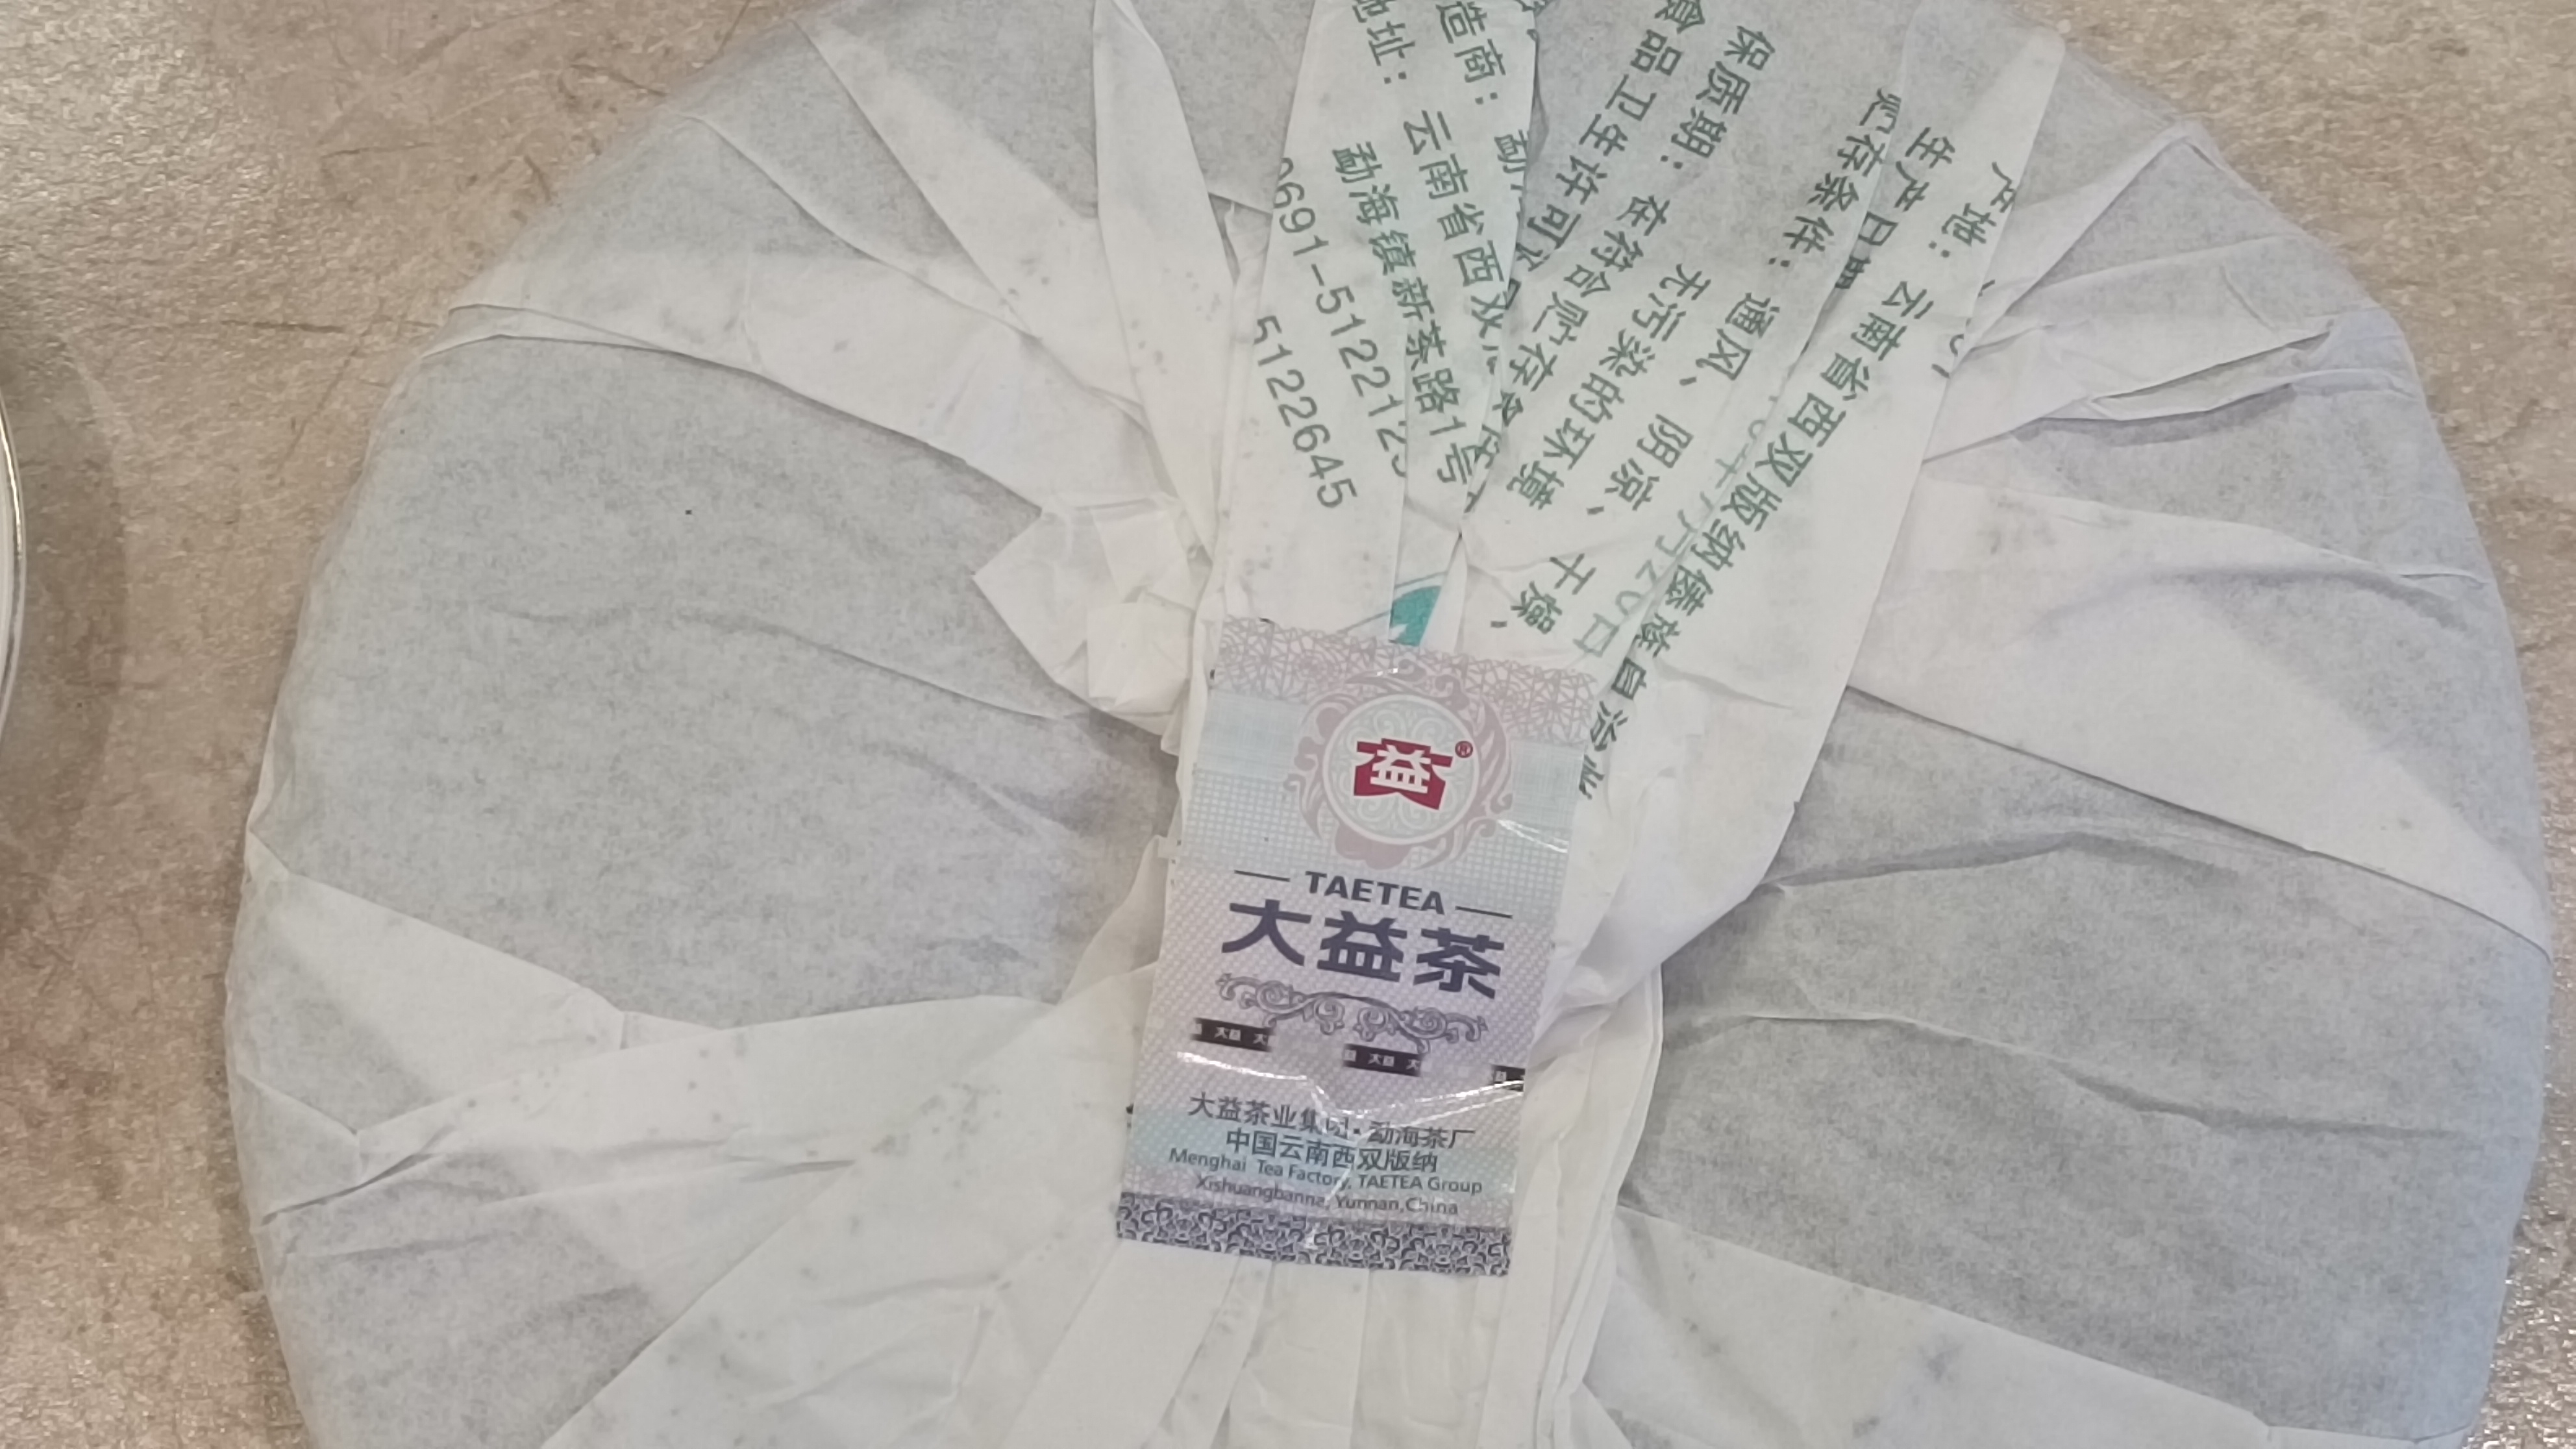 造商：
地址： 云南省西双
勐海镇新茶路1号
0691-5122123
5122645
食品卫生许可
保质期： 在符合贮存条
无污染的环境
贮存条件： 通风、 阴凉、 干燥、
生产日期
产地： 云南省西双版纳傣族自治州
益®
TAETEA
大益茶
大益
大益
大益茶业集团·勐海茶厂
中国云南西双版纳
Menghai Tea Factory, TAETEA Group
Xishuangbanna, Yunnan, China